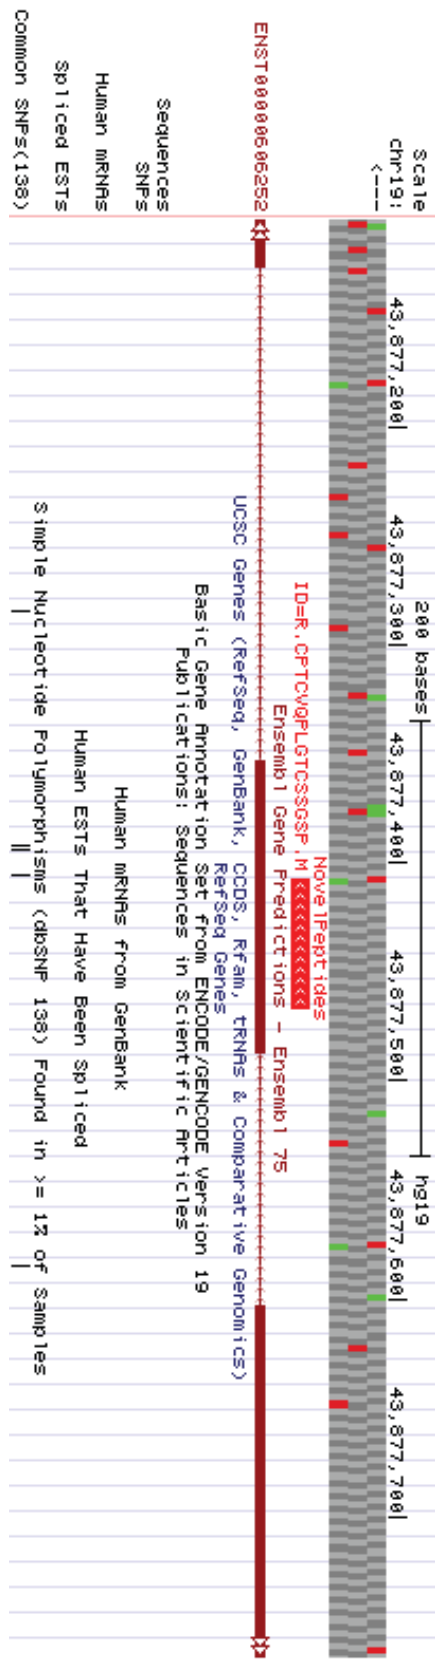 Scale 200 bases hg19
chr19: 43,877,200 43,877,300 43,877,400 43,877,500 43,877,600 43,877,700
<---
NovelPeptides
ID=R.CPTCVQPLGTCSSGSP.M
Ensembl Gene Predictions - Ensembl 75
ENST00000606252
UCSC Genes (RefSeq, GenBank, CCDS, Rfam, tRNAs & Comparative Genomics)
RefSeq Genes
Basic Gene Annotation Set from ENCODE/GENCODE Version 19
Publications: Sequences in Scientific Articles
Sequences
SNPs
Human mRNAs from GenBank
Human mRNAs
Human ESTs That Have Been Spliced
Spliced ESTs
Simple Nucleotide Polymorphisms (dbSNP 138) Found in >= 1% of Samples
Common SNPs(138)